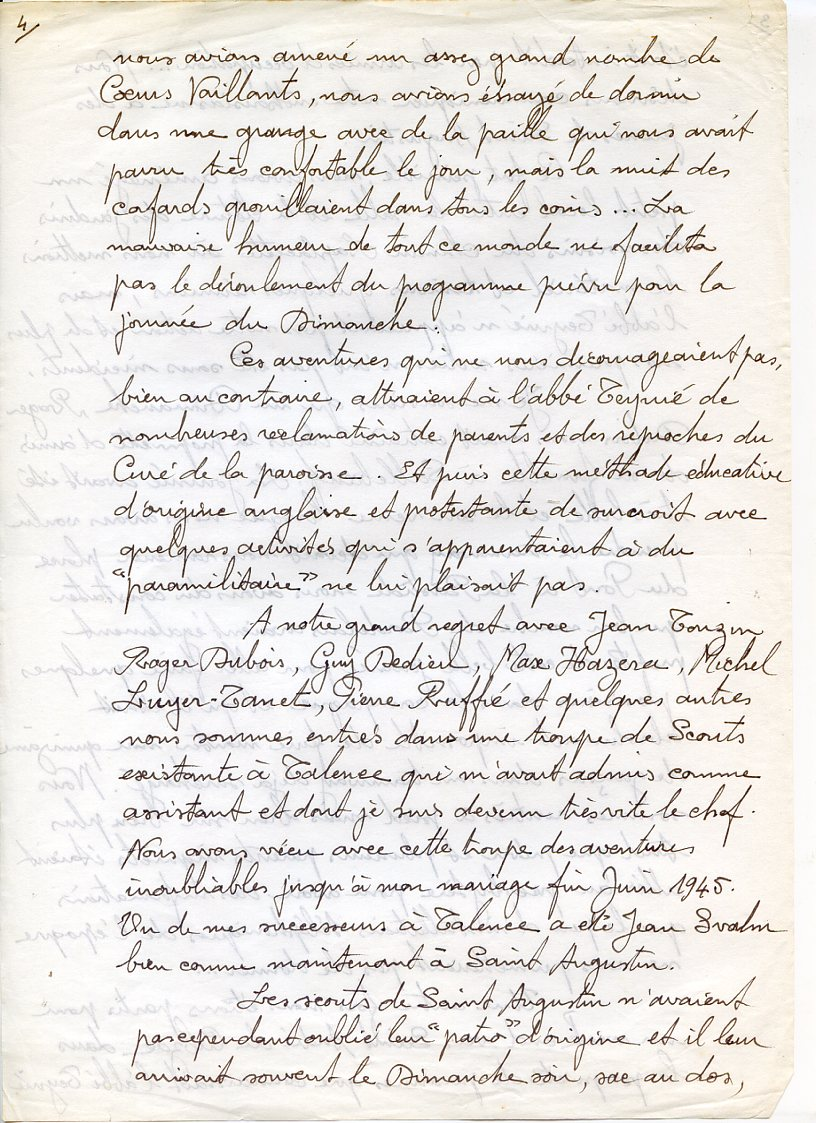 4/
nous avions amené un assez grand nombre de
Cœurs Vaillants, nous avions éssayé de dormir
dans une grange avec de la paille qui nous avait
paru très confortable le jour, mais la nuit des
cafards grouillaient dans tous les coins... La
mauvaise humeur de tout ce monde ne facilita
pas le déroulement du programme prévu pour la
journée du Dimanche.
Ces aventures qui ne nous décourageaient pas,
bien au contraire, attiraient à l'abbé Teynié de
nombreuses réclamations de parents et des reproches du
Curé de la paroisse. Et puis cette méthode éducative
d'origine anglaise et protestante de surcroit avec
quelques activités qui s'apparentaient à du
"paramilitaire" ne lui plaisait pas.
A notre grand regret avec Jean Touzin
Roger Dubois, Guy Dedieu, Max Hazera, Michel
Luyer-Tanet, Pierre Ruffié et quelques autres
nous sommes entrés dans une troupe de Scouts
existante à Talence qui m'avait admis comme
assistant et dont je suis devenu très vite le chef.
Nous avons vécu avec cette troupe des aventures
inoubliables jusqu'à mon mariage fin Juin 1945.
Un de mes successeurs à Talence a été Jean
bien connu maintenant à Saint Augustin.
Les scouts de Saint Augustin n'avaient
pas cependant oublié leur "patro" d'origine et il leur
arrivait souvent le Dimanche soir, sac au dos,